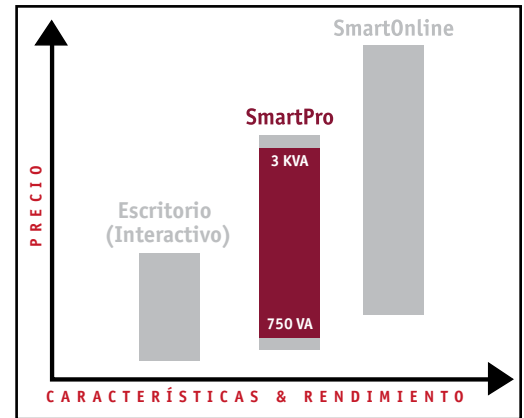 SmartOnline
SmartPro
3 KVA
Escritorio
(Interactivo)
750 VA
PRECIO
CARACTERÍSTICAS & RENDIMIENTO